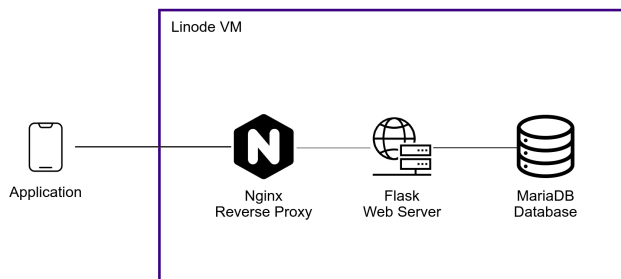 Linode VM
N
Application
Nginx
Reverse Proxy
Flask
Web Server
MariaDB
Database